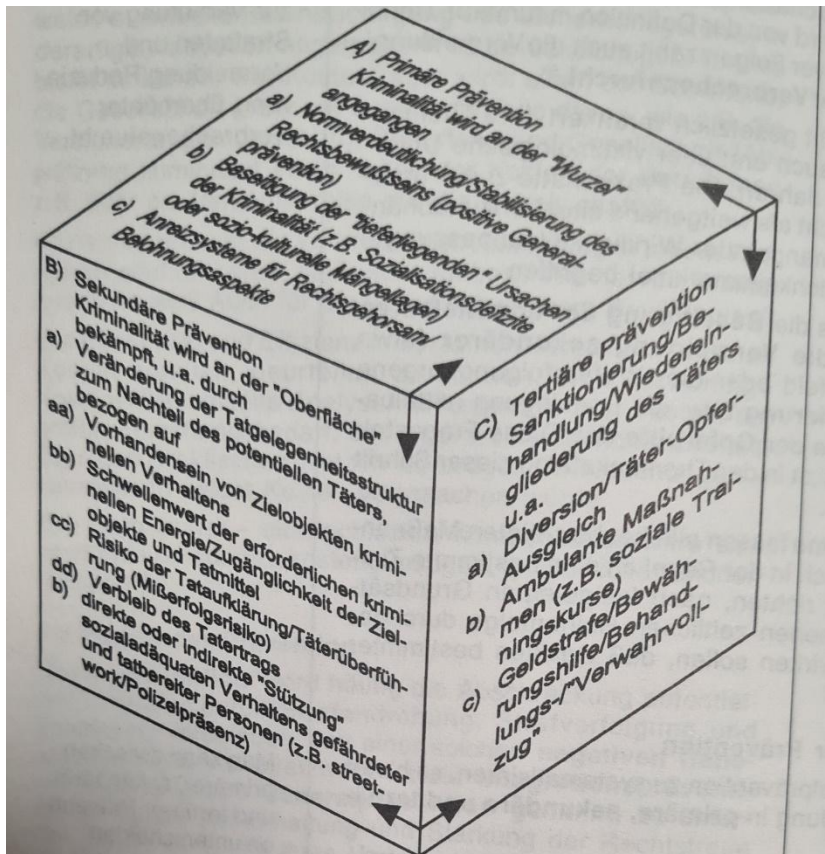 A) Primäre Prävention
Kriminalität wird an der "Wurzel"
angegangen
a) Normverdeutlichung/Stabilisierung des
Rechtsbewußtseins (positive General-
prävention)
b) Beseitigung der "tieferliegenden" Ursachen
der Kriminalität (z.B. Sozialisationsdefizite
oder sozio-kulturelle Mängellagen)
c) Anreizsysteme für Rechtsgehorsam/
Belohnungsaspekte
B) Sekundäre Prävention
Kriminalität wird an der "Oberfläche"
bekämpft, u.a. durch
a) Veränderung der Tatgelegenheitsstruktur
zum Nachteil des potentiellen Täters,
bezogen auf
aa) Vorhandensein von Zielobjekten krimi-
nellen Verhaltens
bb) Schwellenwert der erforderlichen krimi-
nellen Energie/Zugänglichkeit der Ziel-
objekte und Tatmittel
cc) Risiko der Tataufklärung/Täterüberfüh-
rung (Mißerfolgsrisiko)
dd) Verbleib des Tatertrags
b) direkte oder indirekte "Stützung"
sozialadäquaten Verhaltens gefährdeter
und tatbereiter Personen (z.B. street-
work/Polizeipräsenz)
C) Tertiäre Prävention
Sanktionierung/Be-
handlung/Wiederein-
gliederung des Täters
u.a.
a) Diversion/Täter-Opfer-
Ausgleich
b) Ambulante Maßnah-
men (z.B. soziale Trai-
ningskurse)
c) Geldstrafe/Bewäh-
rungshilfe/Behand-
lungs-/"Verwahrvoll-
zug"